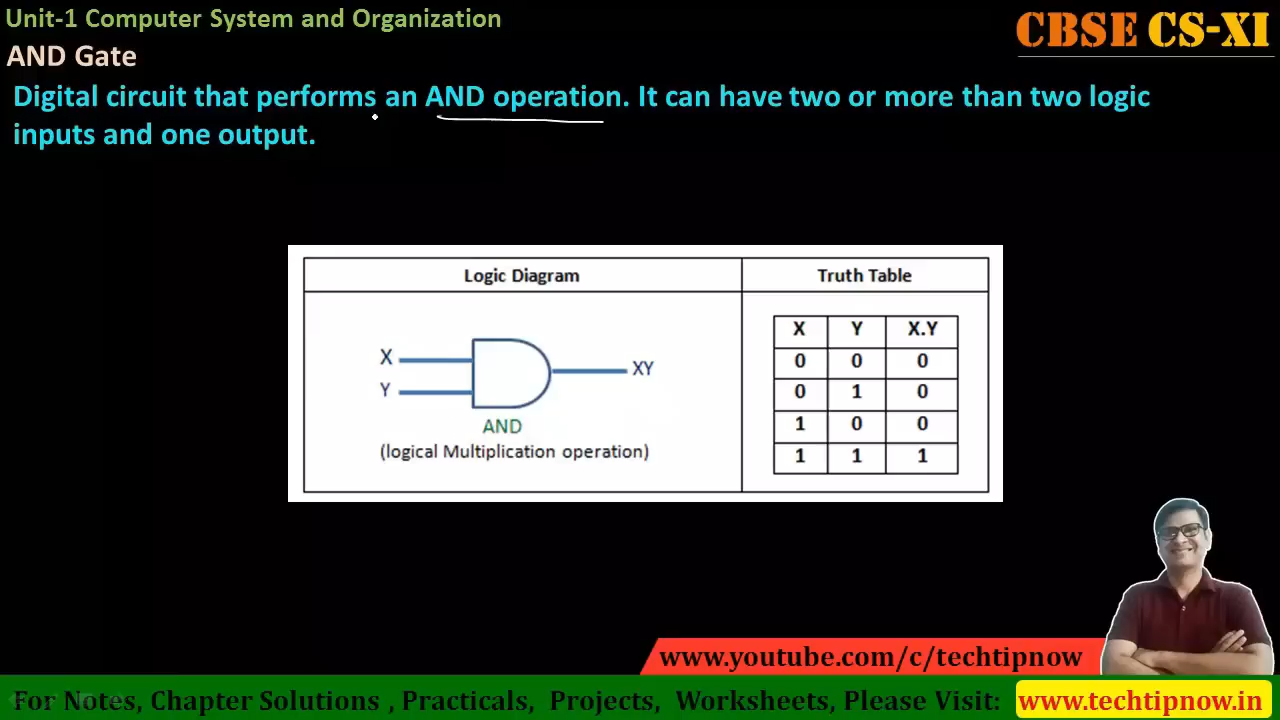 Unit-1 Computer System and Organization
CBSE CS-XI
AND Gate
Digital circuit that performs an AND operation. It can have two or more than two logic
inputs and one output.
Logic Diagram
X
Y
XY
AND
(logical Multiplication operation)
Truth Table
X Y X.Y
0 0 0
0 1 0
1 0 0
1 1 1
www.youtube.com/c/techtipnow
For Notes, Chapter Solutions , Practicals, Projects, Worksheets, Please Visit: www.techtipnow.in